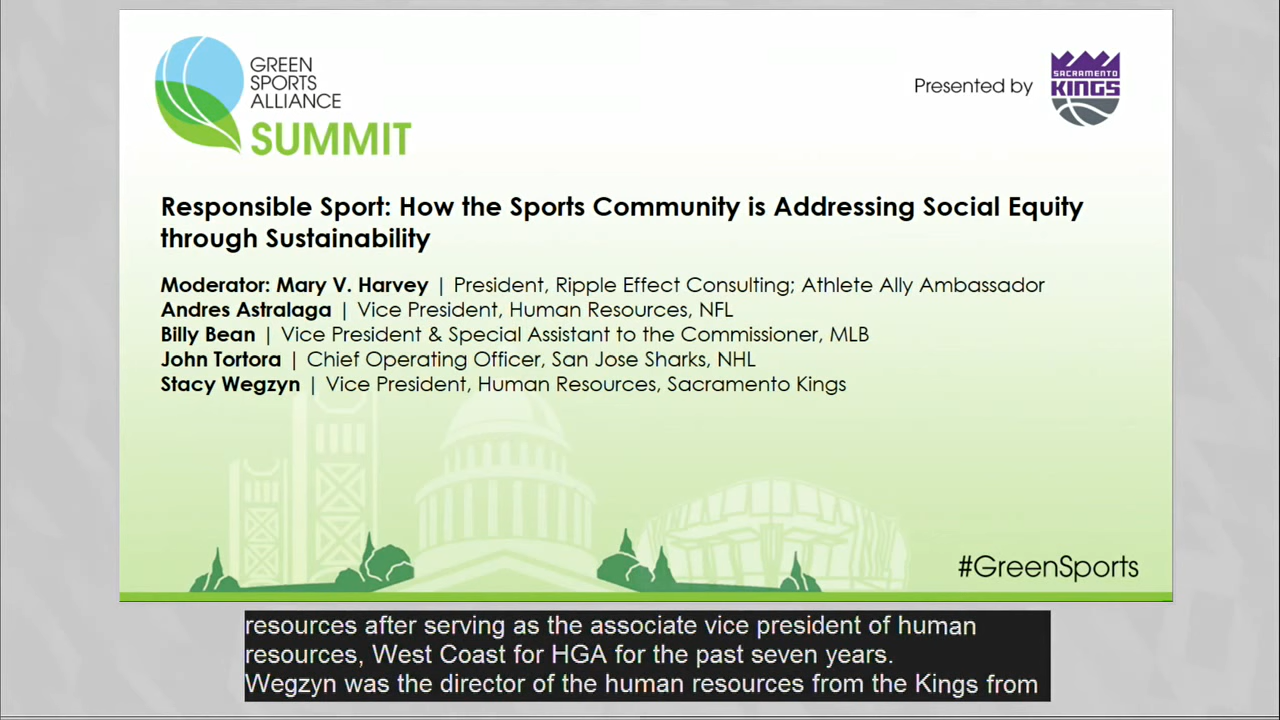 GREEN
SPORTS
ALLIANCE
SUMMIT
Presented by
SACRAMENTO
KINGS
Responsible Sport: How the Sports Community is Addressing Social Equity
through Sustainability
Moderator: Mary V. Harvey | President, Ripple Effect Consulting; Athlete Ally Ambassador
Andres Astralaga | Vice President, Human Resources, NFL
Billy Bean | Vice President & Special Assistant to the Commissioner, MLB
John Tortora | Chief Operating Officer, San Jose Sharks, NHL
Stacy Wegzyn | Vice President, Human Resources, Sacramento Kings
#GreenSports
resources after serving as the associate vice president of human
resources, West Coast for HGA for the past seven years.
Wegzyn was the director of the human resources from the Kings from